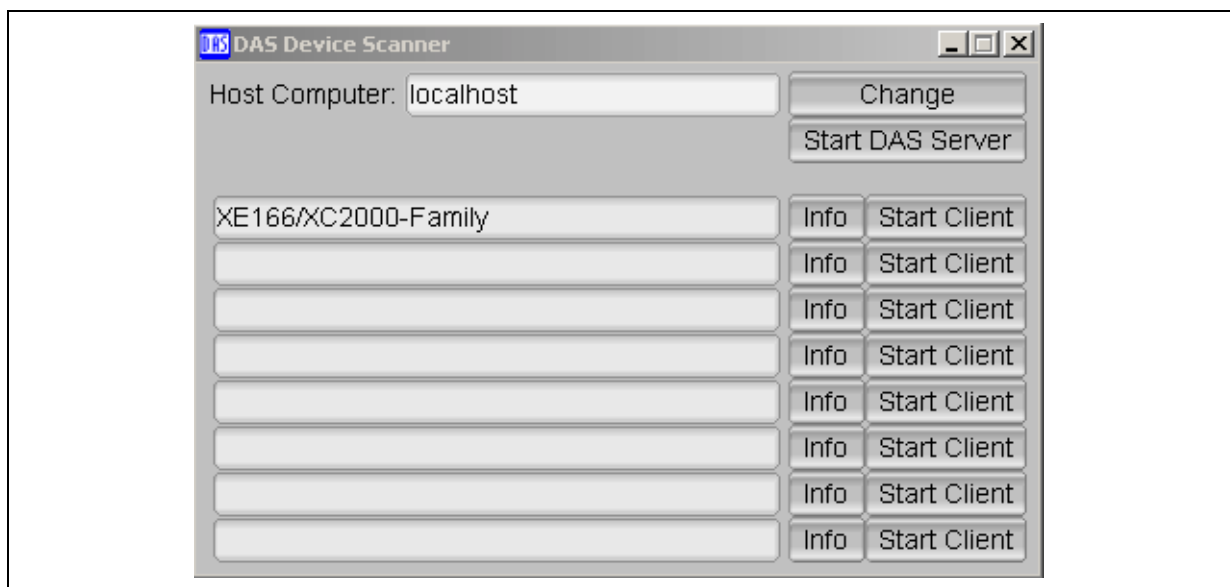 DAS DAS Device Scanner
Host Computer: localhost Change
Start DAS Server
XE166/XC2000-Family Info Start Client
Info Start Client
Info Start Client
Info Start Client
Info Start Client
Info Start Client
Info Start Client
Info Start Client